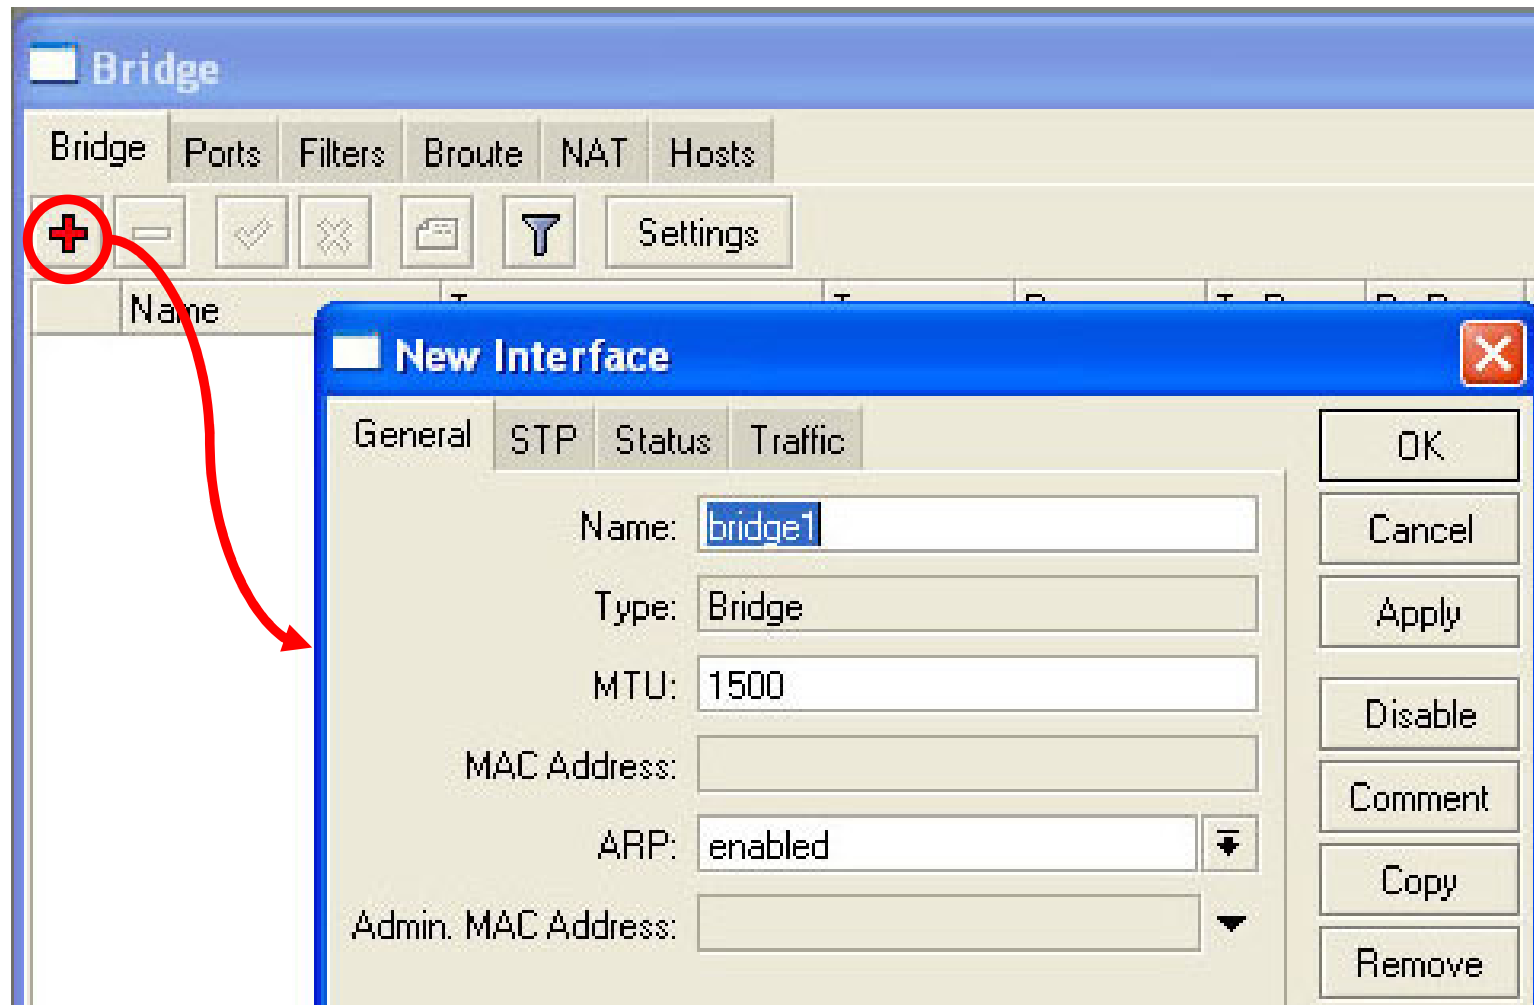 Bridge
Bridge Ports Filters Broute NAT Hosts
Settings
Name
New Interface
General STP Status Traffic
OK
Name: bridge1
Cancel
Type: Bridge
Apply
MTU: 1500
Disable
MAC Address:
Comment
ARP: enabled
Copy
Admin. MAC Address:
Remove